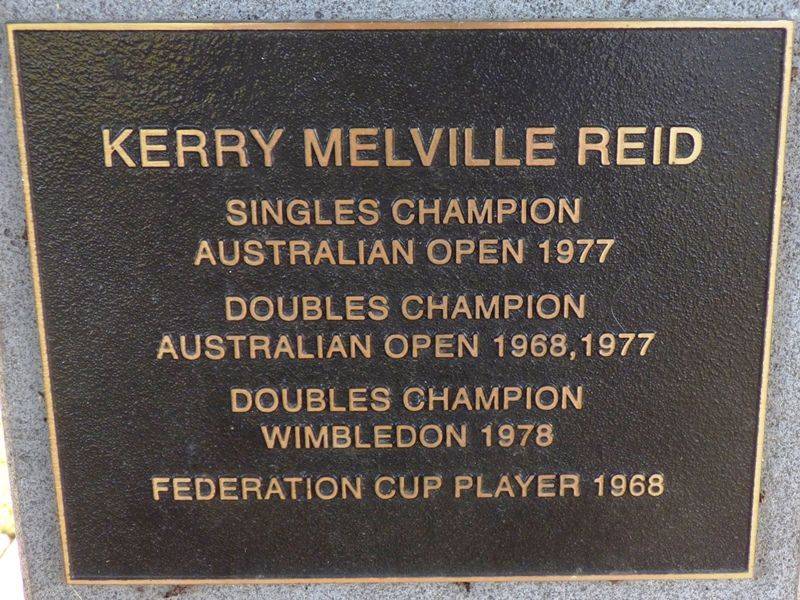 KERRY MELVILLE REID
SINGLES CHAMPION
AUSTRALIAN OPEN 1977
DOUBLES CHAMPION
AUSTRALIAN OPEN 1968,1977
DOUBLES CHAMPION
WIMBLEDON 1978
FEDERATION CUP PLAYER 1968